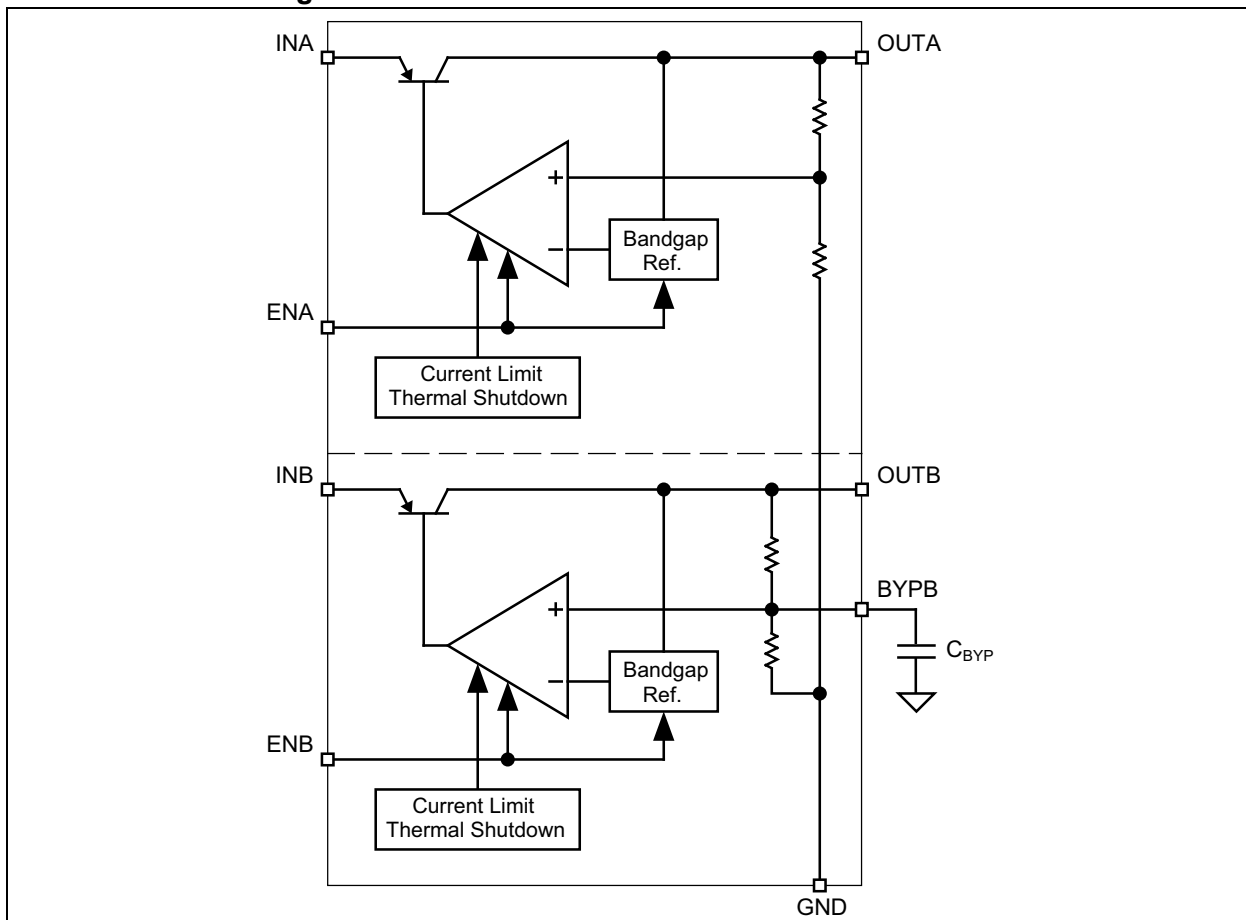 INA
OUTA
+
−
Bandgap
Ref.
ENA
Current Limit
Thermal Shutdown
INB
OUTB
BYPB
+
CBYP
−
Bandgap
Ref.
ENB
Current Limit
Thermal Shutdown
GND